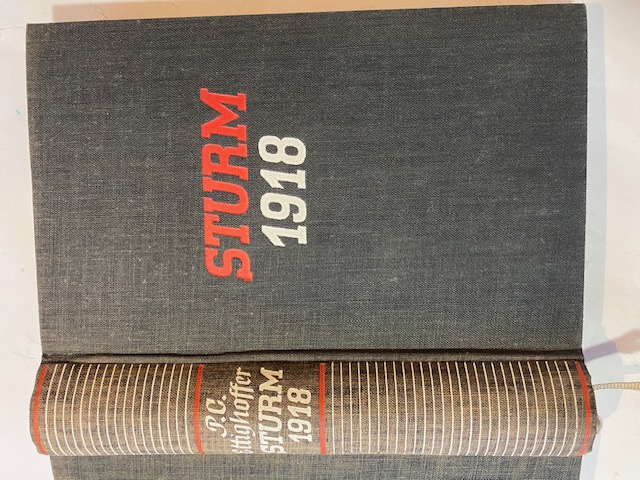 STURM
1918
P.C.
Ettighoffer
STURM
1918